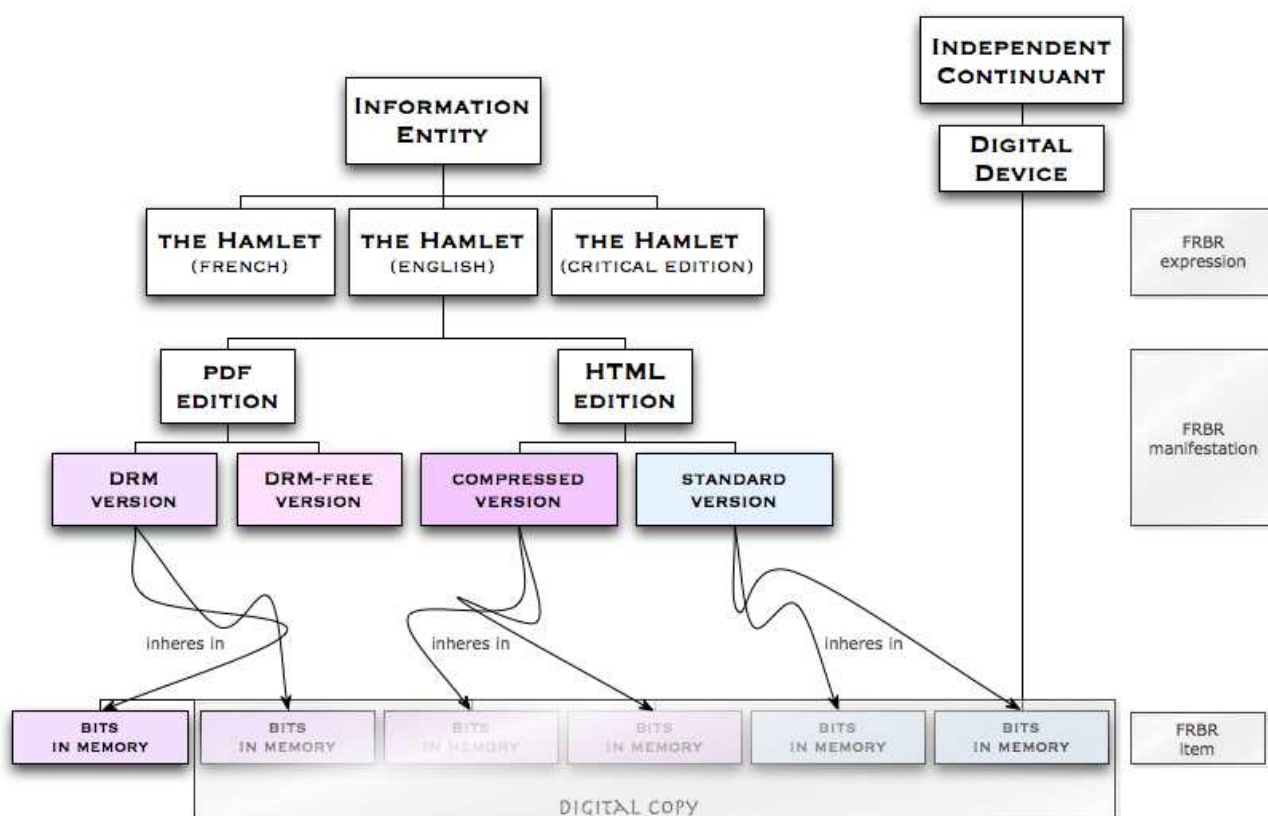 INDEPENDENT
CONTINUANT
INFORMATION
ENTITY
DIGITAL
DEVICE
THE HAMLET
(FRENCH)
THE HAMLET
(ENGLISH)
THE HAMLET
(CRITICAL EDITION)
FRBR
expression
PDF
EDITION
HTML
EDITION
FRBR
manifestation
DRM
VERSION
DRM-FREE
VERSION
COMPRESSED
VERSION
STANDARD
VERSION
inheres in
inheres in
inheres in
BITS
IN MEMORY
BITS
IN MEMORY
BITS
IN MEMORY
BITS
IN MEMORY
BITS
IN MEMORY
BITS
IN MEMORY
FRBR
Item
DIGITAL COPY